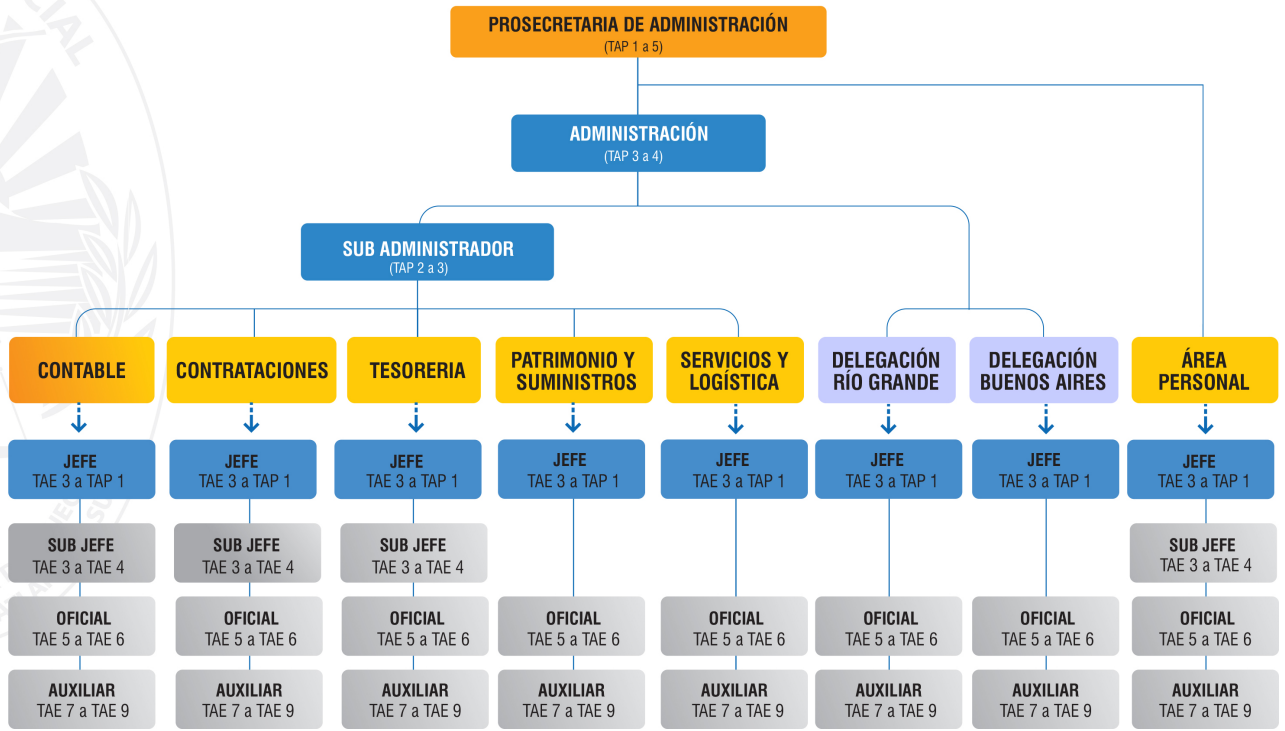 PROSECRETARIA DE ADMINISTRACIÓN
(TAP 1 a 5)
ADMINISTRACIÓN
(TAP 3 a 4)
SUB ADMINISTRADOR
(TAP 2 a 3)
CONTABLE
CONTRATACIONES
TESORERIA
PATRIMONIO Y
SUMINISTROS
SERVICIOS Y
LOGÍSTICA
DELEGACIÓN
RÍO GRANDE
DELEGACIÓN
BUENOS AIRES
ÁREA
PERSONAL
JEFE
TAE 3 a TAP 1
JEFE
TAE 3 a TAP 1
JEFE
TAE 3 a TAP 1
JEFE
TAE 3 a TAP 1
JEFE
TAE 3 a TAP 1
JEFE
TAE 3 a TAP 1
JEFE
TAE 3 a TAP 1
JEFE
TAE 3 a TAP 1
SUB JEFE
TAE 3 a TAE 4
SUB JEFE
TAE 3 a TAE 4
SUB JEFE
TAE 3 a TAE 4
SUB JEFE
TAE 3 a TAE 4
OFICIAL
TAE 5 a TAE 6
OFICIAL
TAE 5 a TAE 6
OFICIAL
TAE 5 a TAE 6
OFICIAL
TAE 5 a TAE 6
OFICIAL
TAE 5 a TAE 6
OFICIAL
TAE 5 a TAE 6
OFICIAL
TAE 5 a TAE 6
OFICIAL
TAE 5 a TAE 6
AUXILIAR
TAE 7 a TAE 9
AUXILIAR
TAE 7 a TAE 9
AUXILIAR
TAE 7 a TAE 9
AUXILIAR
TAE 7 a TAE 9
AUXILIAR
TAE 7 a TAE 9
AUXILIAR
TAE 7 a TAE 9
AUXILIAR
TAE 7 a TAE 9
AUXILIAR
TAE 7 a TAE 9